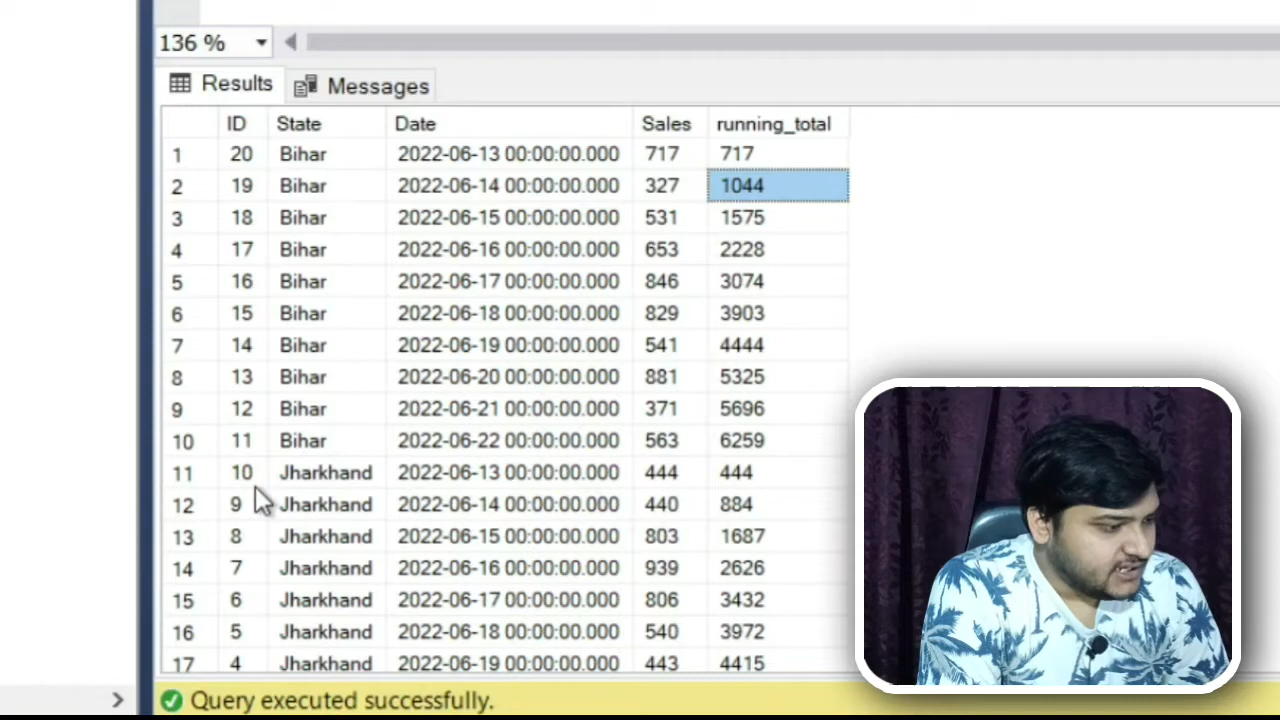 136 %
Results Messages
ID State Date Sales running_total
1 20 Bihar 2022-06-13 00:00:00.000 717 717
2 19 Bihar 2022-06-14 00:00:00.000 327 1044
3 18 Bihar 2022-06-15 00:00:00.000 531 1575
4 17 Bihar 2022-06-16 00:00:00.000 653 2228
5 16 Bihar 2022-06-17 00:00:00.000 846 3074
6 15 Bihar 2022-06-18 00:00:00.000 829 3903
7 14 Bihar 2022-06-19 00:00:00.000 541 4444
8 13 Bihar 2022-06-20 00:00:00.000 881 5325
9 12 Bihar 2022-06-21 00:00:00.000 371 5696
10 11 Bihar 2022-06-22 00:00:00.000 563 6259
11 10 Jharkhand 2022-06-13 00:00:00.000 444 444
12 9 Jharkhand 2022-06-14 00:00:00.000 440 884
13 8 Jharkhand 2022-06-15 00:00:00.000 803 1687
14 7 Jharkhand 2022-06-16 00:00:00.000 939 2626
15 6 Jharkhand 2022-06-17 00:00:00.000 806 3432
16 5 Jharkhand 2022-06-18 00:00:00.000 540 3972
17 4 Jharkhand 2022-06-19 00:00:00.000 443 4415
Query executed successfully.